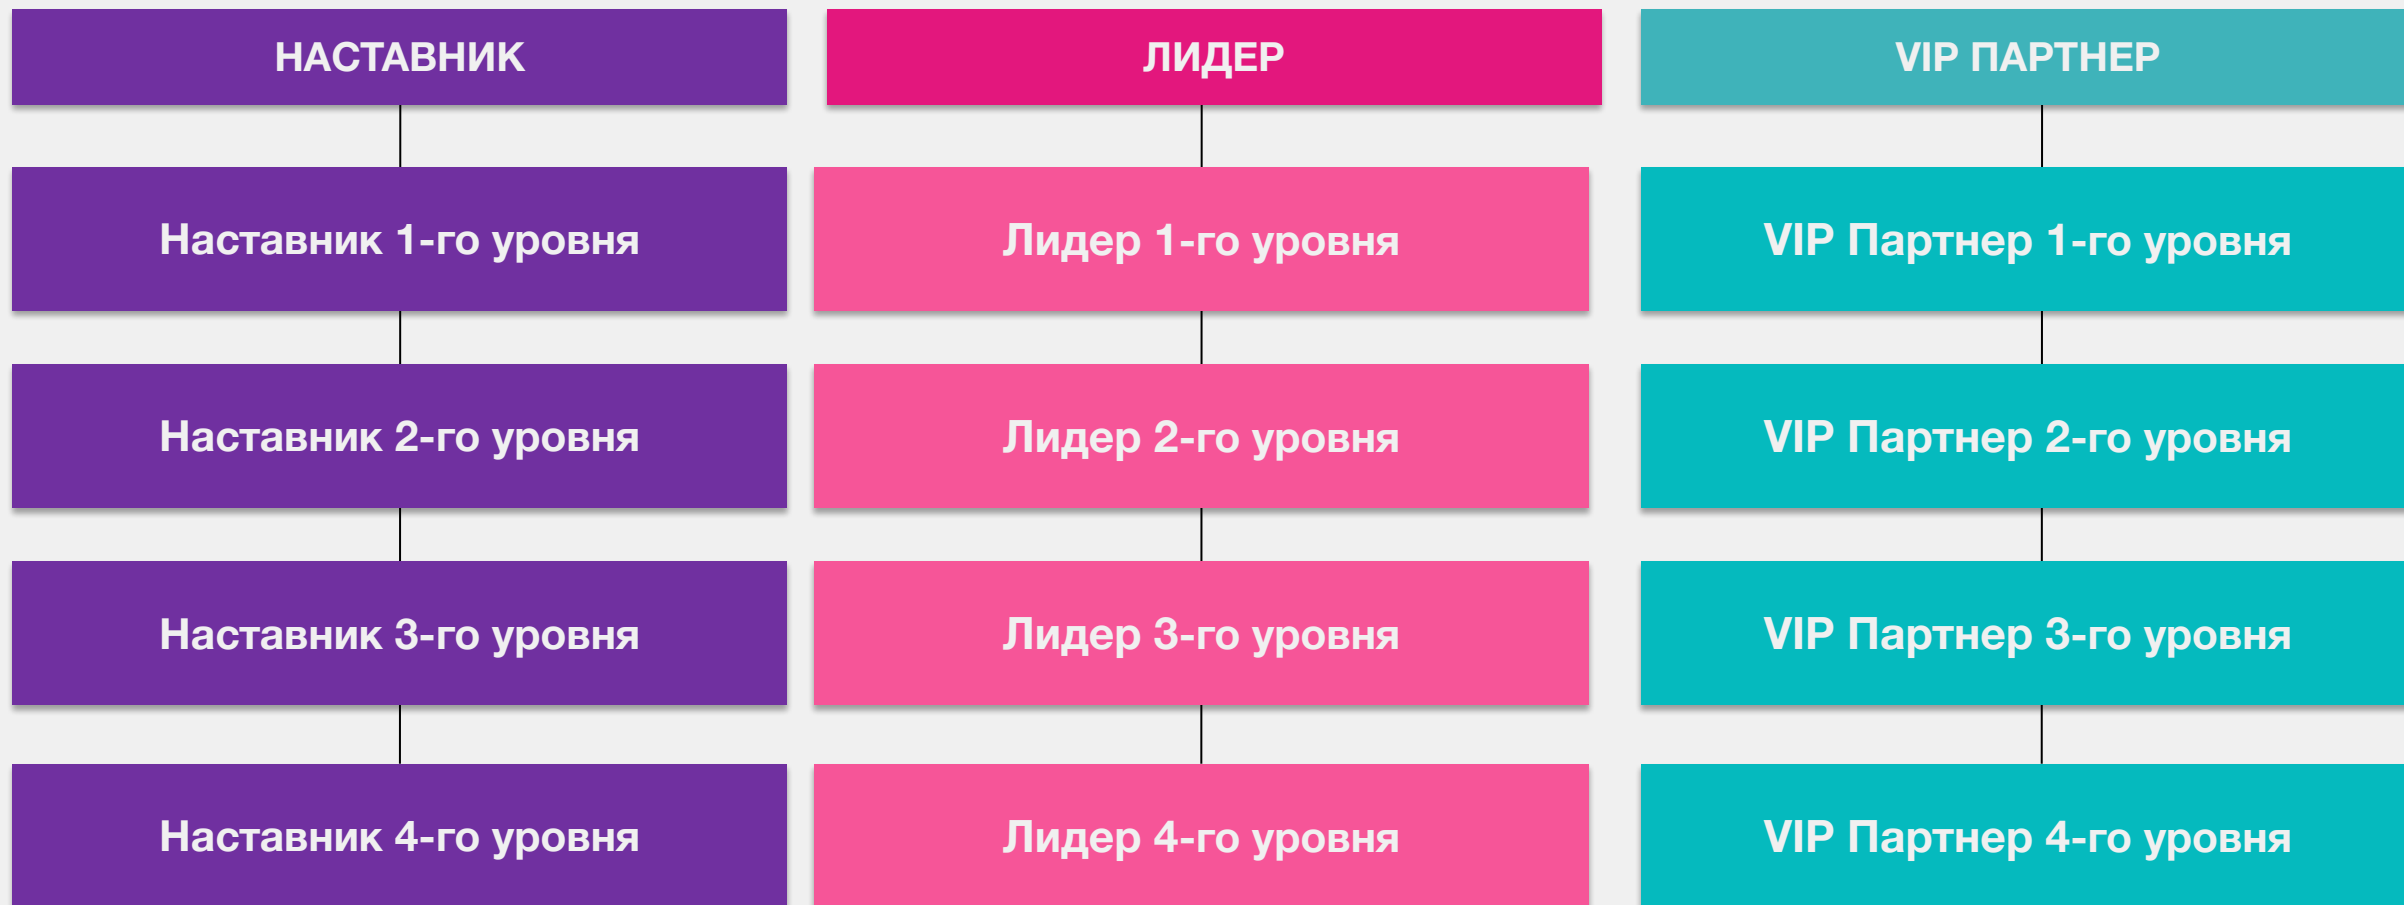 НАСТАВНИК
ЛИДЕР
VIP ПАРТНЕР
Наставник 1-го уровня
Лидер 1-го уровня
VIP Партнер 1-го уровня
Наставник 2-го уровня
Лидер 2-го уровня
VIP Партнер 2-го уровня
Наставник 3-го уровня
Лидер 3-го уровня
VIP Партнер 3-го уровня
Наставник 4-го уровня
Лидер 4-го уровня
VIP Партнер 4-го уровня